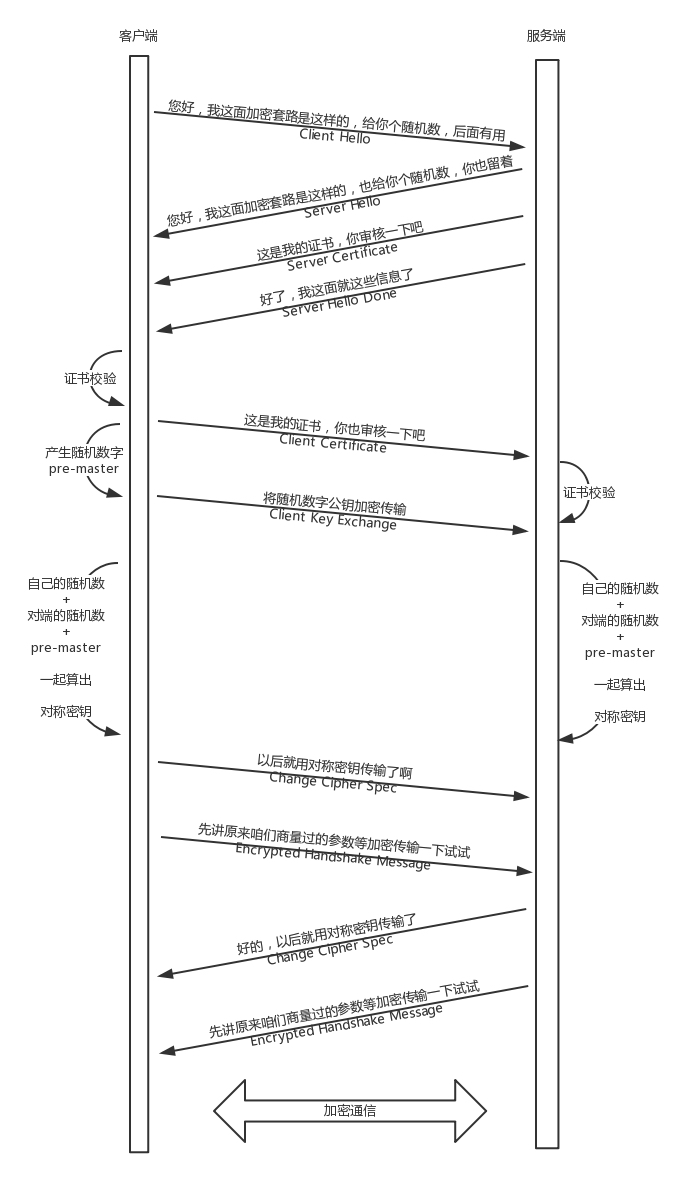 客户端
服务端
您好，我这面加密套路是这样的，给你个随机数，后面有用
Client Hello
您好，我这面加密套路是这样的，也给你个随机数，你也留着
Server Hello
这是我的证书，你审核一下吧
Server Certificate
好了，我这面就这些信息了
Server Hello Done
证书校验
这是我的证书，你也审核一下吧
Client Certificate
产生随机数字
pre-master
证书校验
将随机数字公钥加密传输
Client Key Exchange
自己的随机数
+
对端的随机数
+
pre-master
一起算出
对称密钥
自己的随机数
+
对端的随机数
+
pre-master
一起算出
对称密钥
以后就用对称密钥传输了啊
Change Cipher Spec
先讲原来咱们商量过的参数等加密传输一下试试
Encrypted Handshake Message
好的，以后就用对称密钥传输了
Change Cipher Spec
先讲原来咱们商量过的参数等加密传输一下试试
Encrypted Handshake Message
加密通信